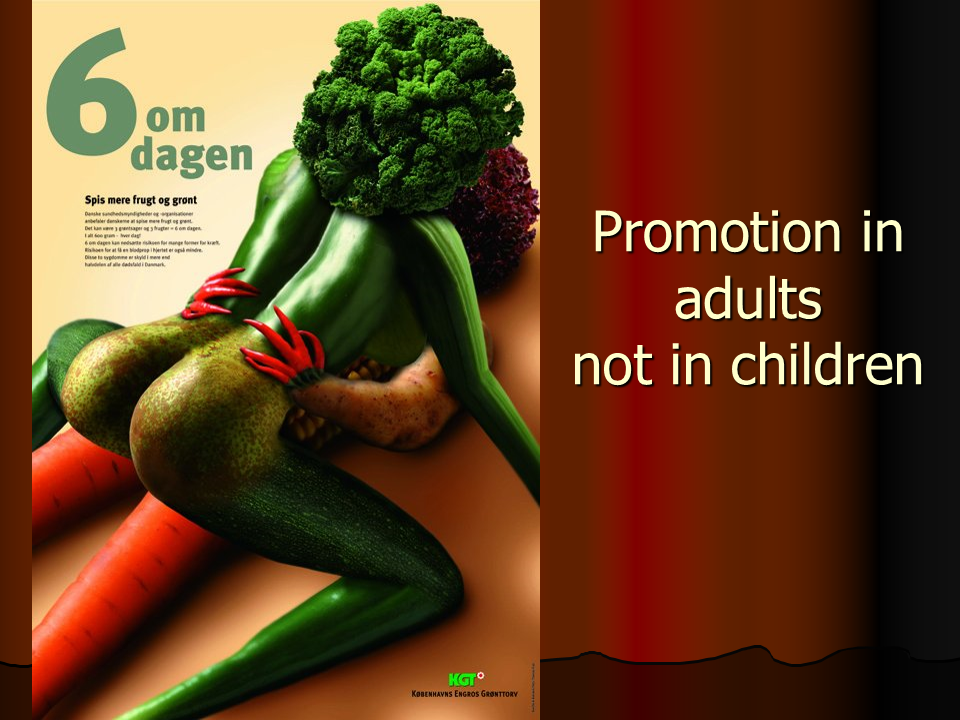 6 om
dagen
Spis mere frugt og grønt
Danske sundhedsmyndigheder og -organisationer
anbefaler danskerne at spise mere frugt og grønt.
Det kan være 3 grøntsager og 3 frugter = 6 om dagen.
I alt 600 gram - hver dag!
6 om dagen kan nedsætte risikoen for mange former for kræft.
Risikoen for at få en blodprop i hjertet er også mindre.
Disse to sygdomme er skyld i mere end
halvdelen af alle dødsfald i Danmark.
KGT
KØBENHAVNS ENGROS GRØNTTORV
Promotion in
adults
not in children